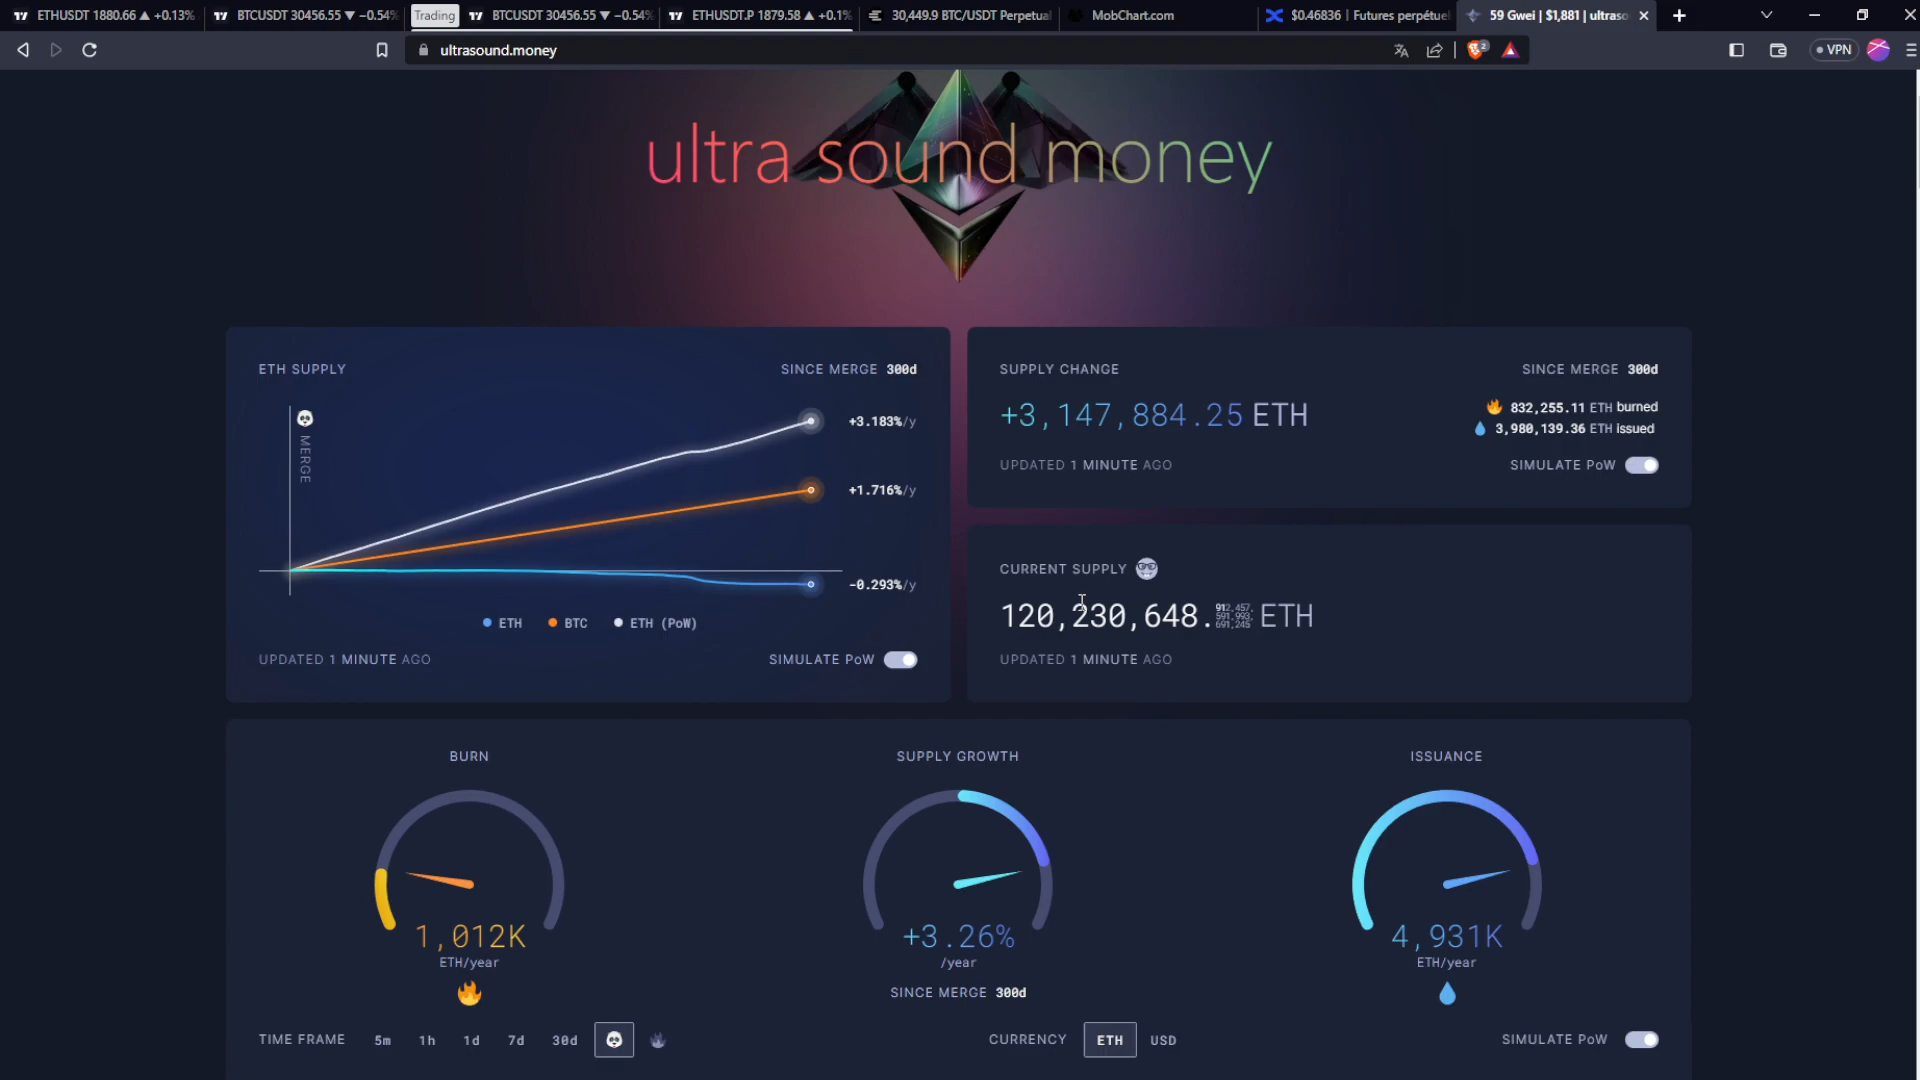 ETHUSDT 1880.66 ▲ +0.13%
BTCUSDT 30456.55 ▼ −0.54%
Trading
BTCUSDT 30456.55 ▼ −0.54%
ETHUSDT.P 1879.58 ▲ +0.1%
30,449.9 BTC/USDT Perpetual
MobChart.com
$0.46836 | Futures perpétue
59 Gwei | $1,881 | ultraso
ultrasound.money
2
VPN
ultra sound money
ETH SUPPLY
SINCE MERGE 300d
MERGE
+3.183%/y
+1.716%/y
-0.293%/y
ETH
BTC
ETH (PoW)
UPDATED 1 MINUTE AGO
SIMULATE PoW
SUPPLY CHANGE
SINCE MERGE 300d
+3,147,884.25 ETH
832,255.11 ETH burned
3,980,139.36 ETH issued
UPDATED 1 MINUTE AGO
SIMULATE PoW
CURRENT SUPPLY
120,230,648.912,457,591,993,691,245 ETH
UPDATED 1 MINUTE AGO
BURN
1,012K
ETH/year
SUPPLY GROWTH
+3.26%
/year
SINCE MERGE 300d
ISSUANCE
4,931K
ETH/year
TIME FRAME 5m 1h 1d 7d 30d
CURRENCY ETH USD
SIMULATE PoW